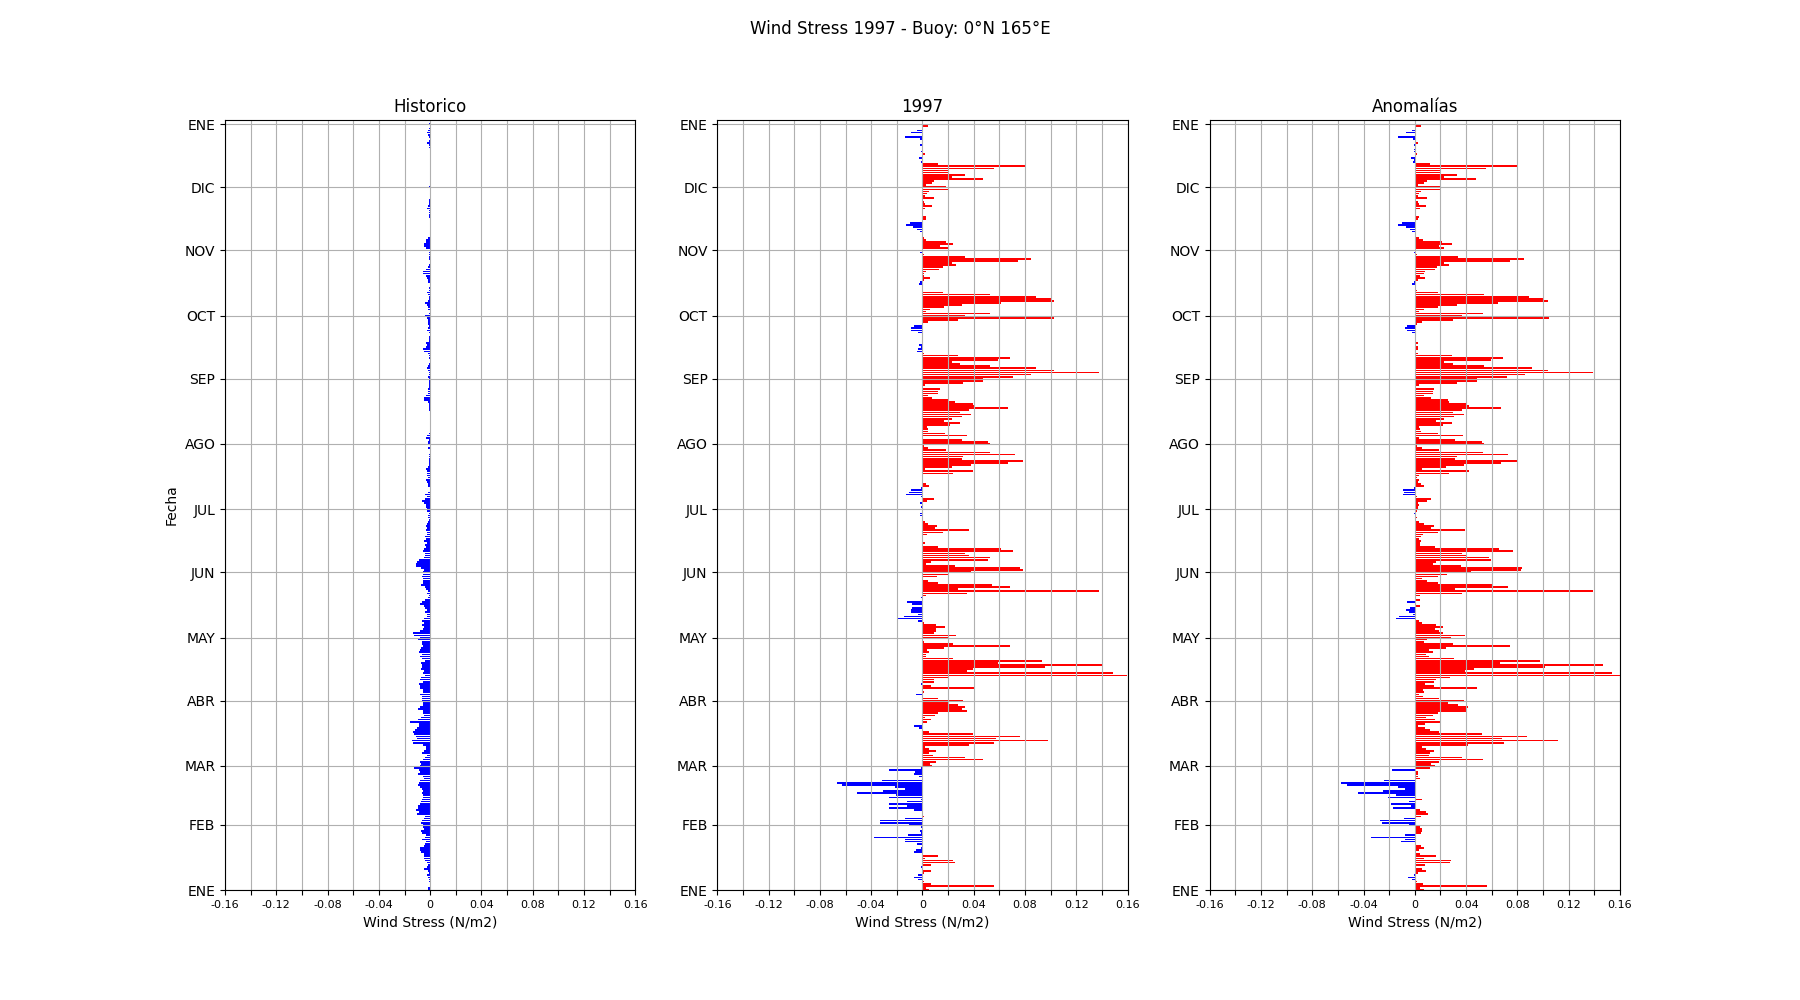 Wind Stress 1997 - Buoy: 0°N 165°E
Historico
1997
Anomalías
ENE
DIC
NOV
OCT
SEP
AGO
JUL
JUN
MAY
ABR
MAR
FEB
ENE
Fecha
-0.16 -0.12 -0.08 -0.04 0 0.04 0.08 0.12 0.16
Wind Stress (N/m2)
ENE
DIC
NOV
OCT
SEP
AGO
JUL
JUN
MAY
ABR
MAR
FEB
ENE
-0.16 -0.12 -0.08 -0.04 0 0.04 0.08 0.12 0.16
Wind Stress (N/m2)
ENE
DIC
NOV
OCT
SEP
AGO
JUL
JUN
MAY
ABR
MAR
FEB
ENE
-0.16 -0.12 -0.08 -0.04 0 0.04 0.08 0.12 0.16
Wind Stress (N/m2)